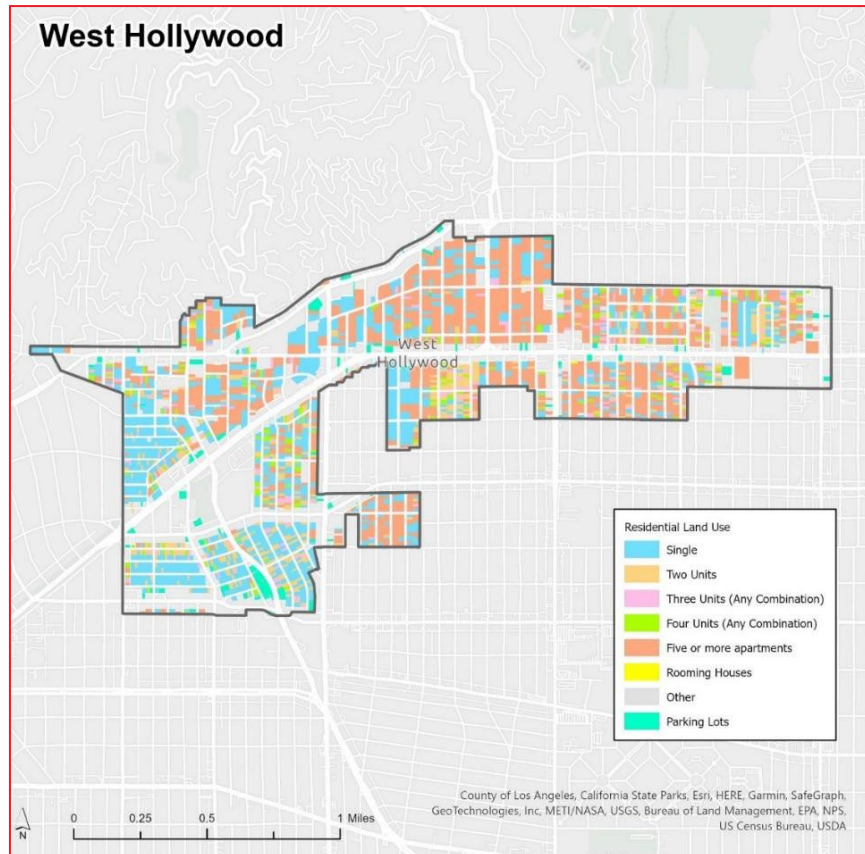 West Hollywood
West
Hollywood
Residential Land Use
Single
Two Units
Three Units (Any Combination)
Four Units (Any Combination)
Five or more apartments
Rooming Houses
Other
Parking Lots
County of Los Angeles, California State Parks, Esri, HERE, Garmin, SafeGraph,
GeoTechnologies, Inc, METI/NASA, USGS, Bureau of Land Management, EPA, NPS,
US Census Bureau, USDA
N
0 0.25 0.5 1 Miles